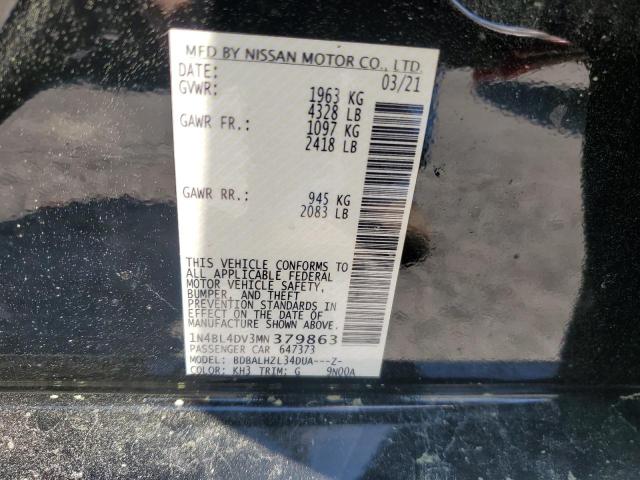 MFD BY NISSAN MOTOR CO., LTD.
DATE: 03/21
GVWR: 1963 KG
4328 LB
GAWR FR.: 1097 KG
2418 LB
GAWR RR.: 945 KG
2083 LB
THIS VEHICLE CONFORMS TO
ALL APPLICABLE FEDERAL
MOTOR VEHICLE SAFETY,
BUMPER, AND THEFT
PREVENTION STANDARDS IN
EFFECT ON THE DATE OF
MANUFACTURE SHOWN ABOVE.
1N4BL4DV3MN379863
PASSENGER CAR 647373
MODEL: BDBALHZL34DUA---Z-
COLOR: KH3 TRIM: G 9N00A